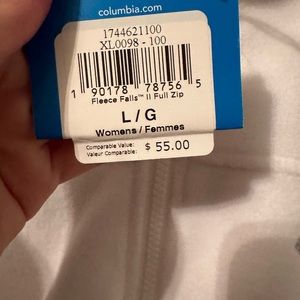 columbia.com
1744621100
XL0098 - 100
1 90178 78756 5
Fleece Falls™ II Full Zip
L / G
Womens / Femmes
Comparable Value: 
Valeur Comparable: $ 55.00